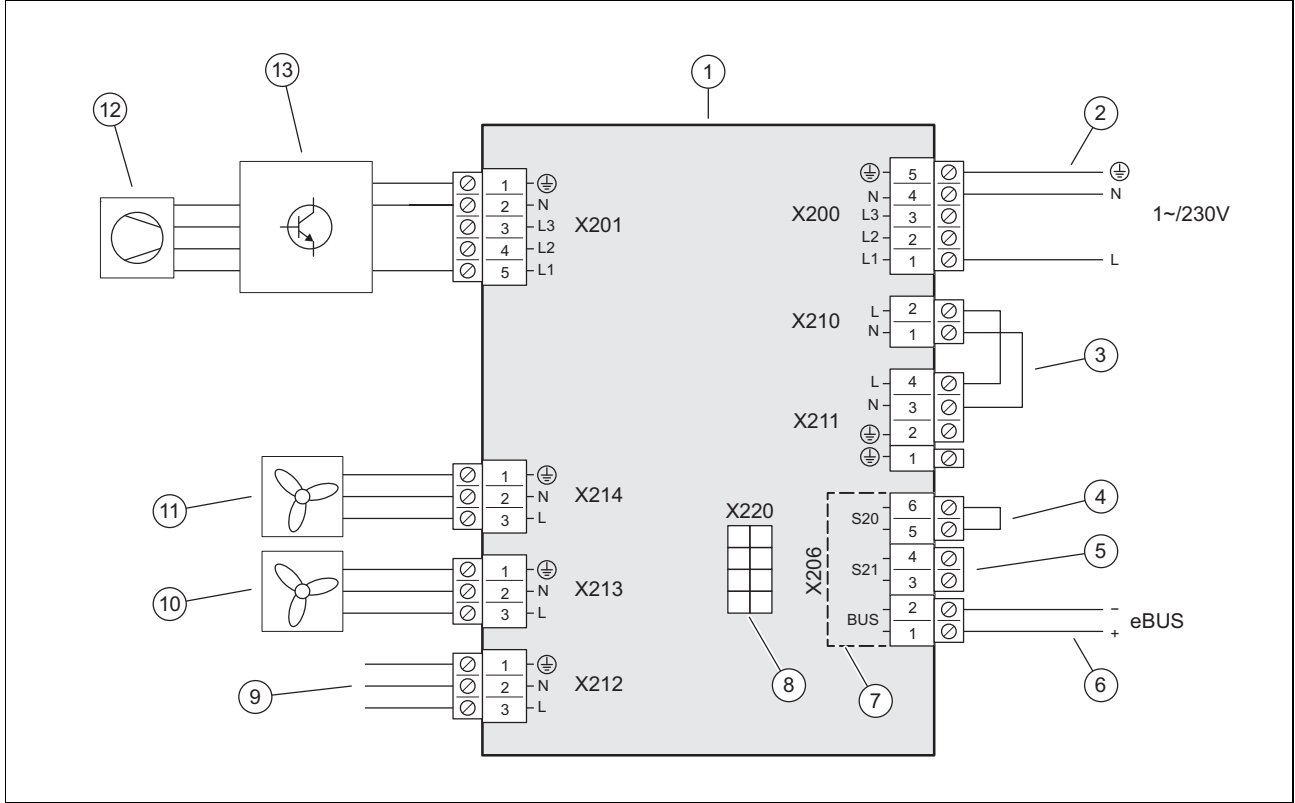 13
1
12
2
1
2 N
3 L3 X201
4 L2
5 L1
5
X200 N 4 N
L3 3 1~/230V
L2 2
L1 1 L
X210 L 2
N 1
3
L 4
N 3
X211 2
1
11
1
2 N X214
3 L
X220
X206
S20 6
5
4
S21 4
3
5
BUS 2 −
1 + eBUS
10
1
2 N X213
3 L
9
1
2 N X212
3 L
8
7
6